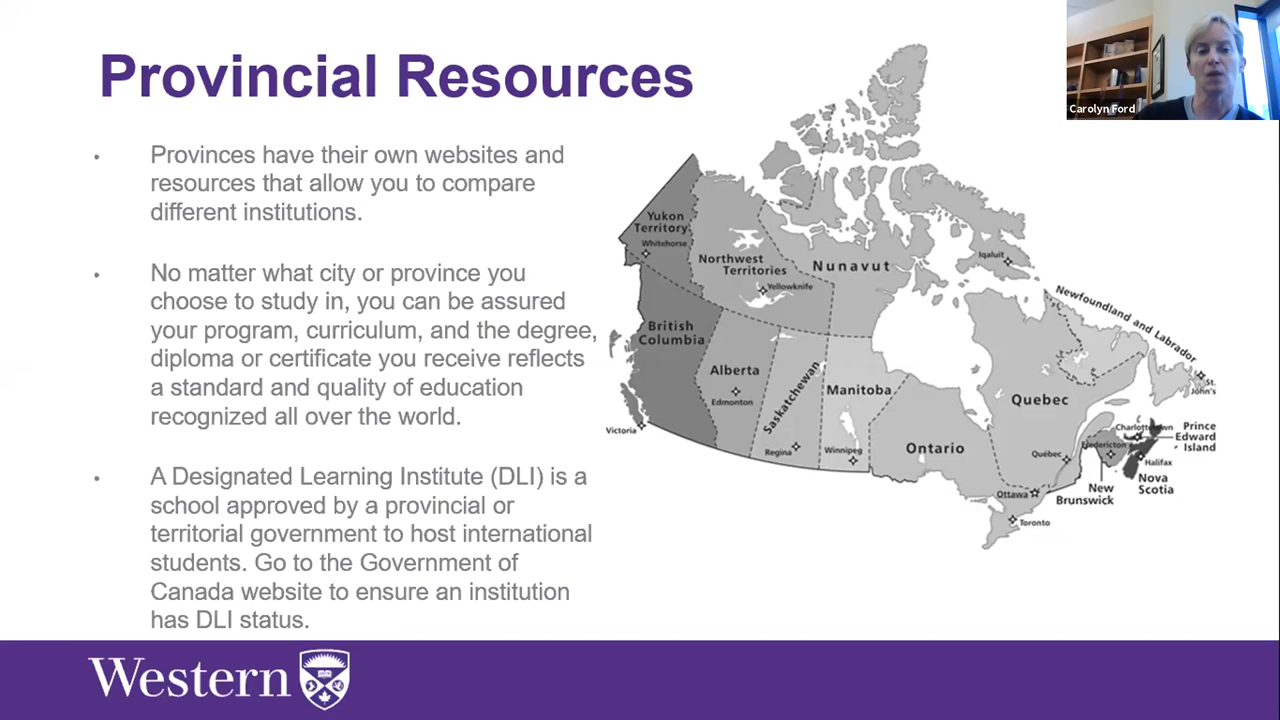 Provincial Resources
Carolyn Ford
• Provinces have their own websites and
resources that allow you to compare
different institutions.
• No matter what city or province you
choose to study in, you can be assured
your program, curriculum, and the degree,
diploma or certificate you receive reflects
a standard and quality of education
recognized all over the world.
• A Designated Learning Institute (DLI) is a
school approved by a provincial or
territorial government to host international
students. Go to the Government of
Canada website to ensure an institution
has DLI status.
Yukon
Territory
Whitehorse
Northwest
Territories
Yellowknife
Nunavut
Iqaluit
British
Columbia
Victoria
Alberta
Edmonton
Saskatchewan
Regina
Manitoba
Winnipeg
Ontario
Ottawa
Toronto
Quebec
Québec
Newfoundland and Labrador
St.
John's
Charlottetown
Prince
Edward
Island
Fredericton
Halifax
New
Brunswick
Nova
Scotia
Western